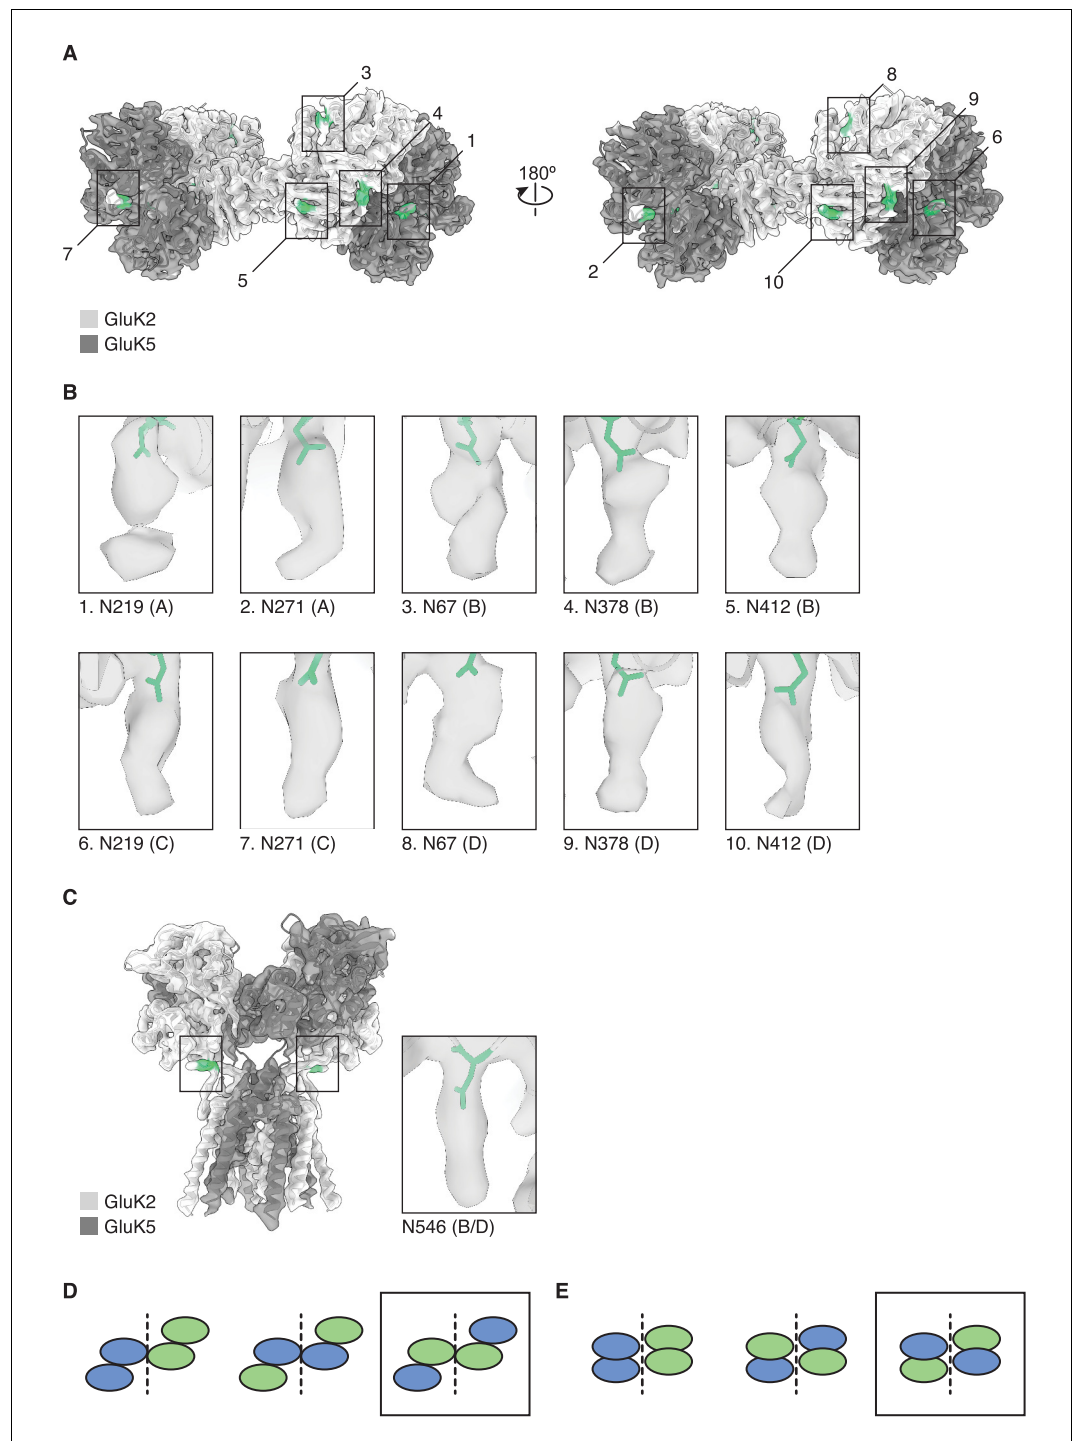 A
3
4
1
7
5
180º
8
9
6
2
10
GluK2
GluK5
B
1. N219 (A)
2. N271 (A)
3. N67 (B)
4. N378 (B)
5. N412 (B)
6. N219 (C)
7. N271 (C)
8. N67 (D)
9. N378 (D)
10. N412 (D)
C
GluK2
GluK5
N546 (B/D)
D
E